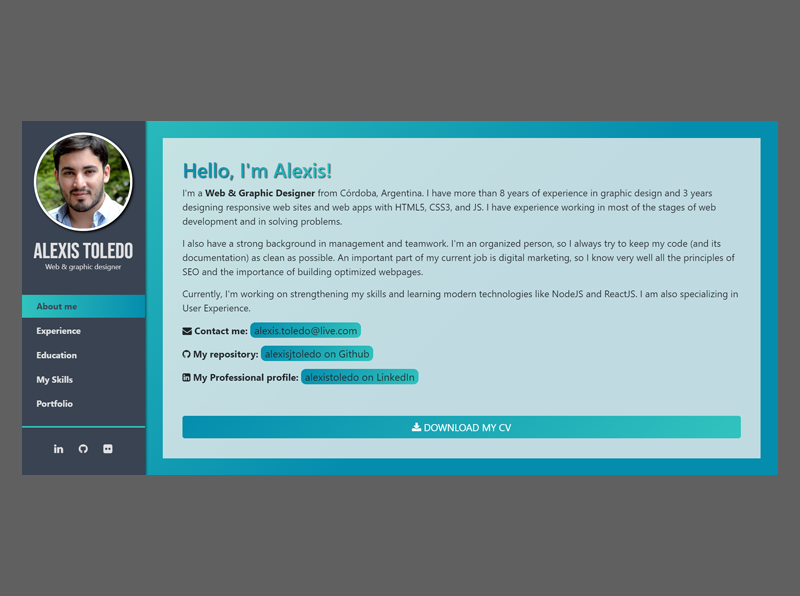 ALEXIS TOLEDO
Web & graphic designer
About me
Experience
Education
My Skills
Portfolio
Hello, I'm Alexis!
I'm a Web & Graphic Designer from Córdoba, Argentina. I have more than 8 years of experience in graphic design and 3 years
designing responsive web sites and web apps with HTML5, CSS3, and JS. I have experience working in most of the stages of web
development and in solving problems.
I also have a strong background in management and teamwork. I'm an organized person, so I always try to keep my code (and its
documentation) as clean as possible. An important part of my current job is digital marketing, so I know very well all the principles of
SEO and the importance of building optimized webpages.
Currently, I'm working on strengthening my skills and learning modern technologies like NodeJS and ReactJS. I am also specializing in
User Experience.
Contact me: alexis.toledo@live.com
My repository: alexisjtoledo on Github
My Professional profile: alexistoledo on LinkedIn
DOWNLOAD MY CV